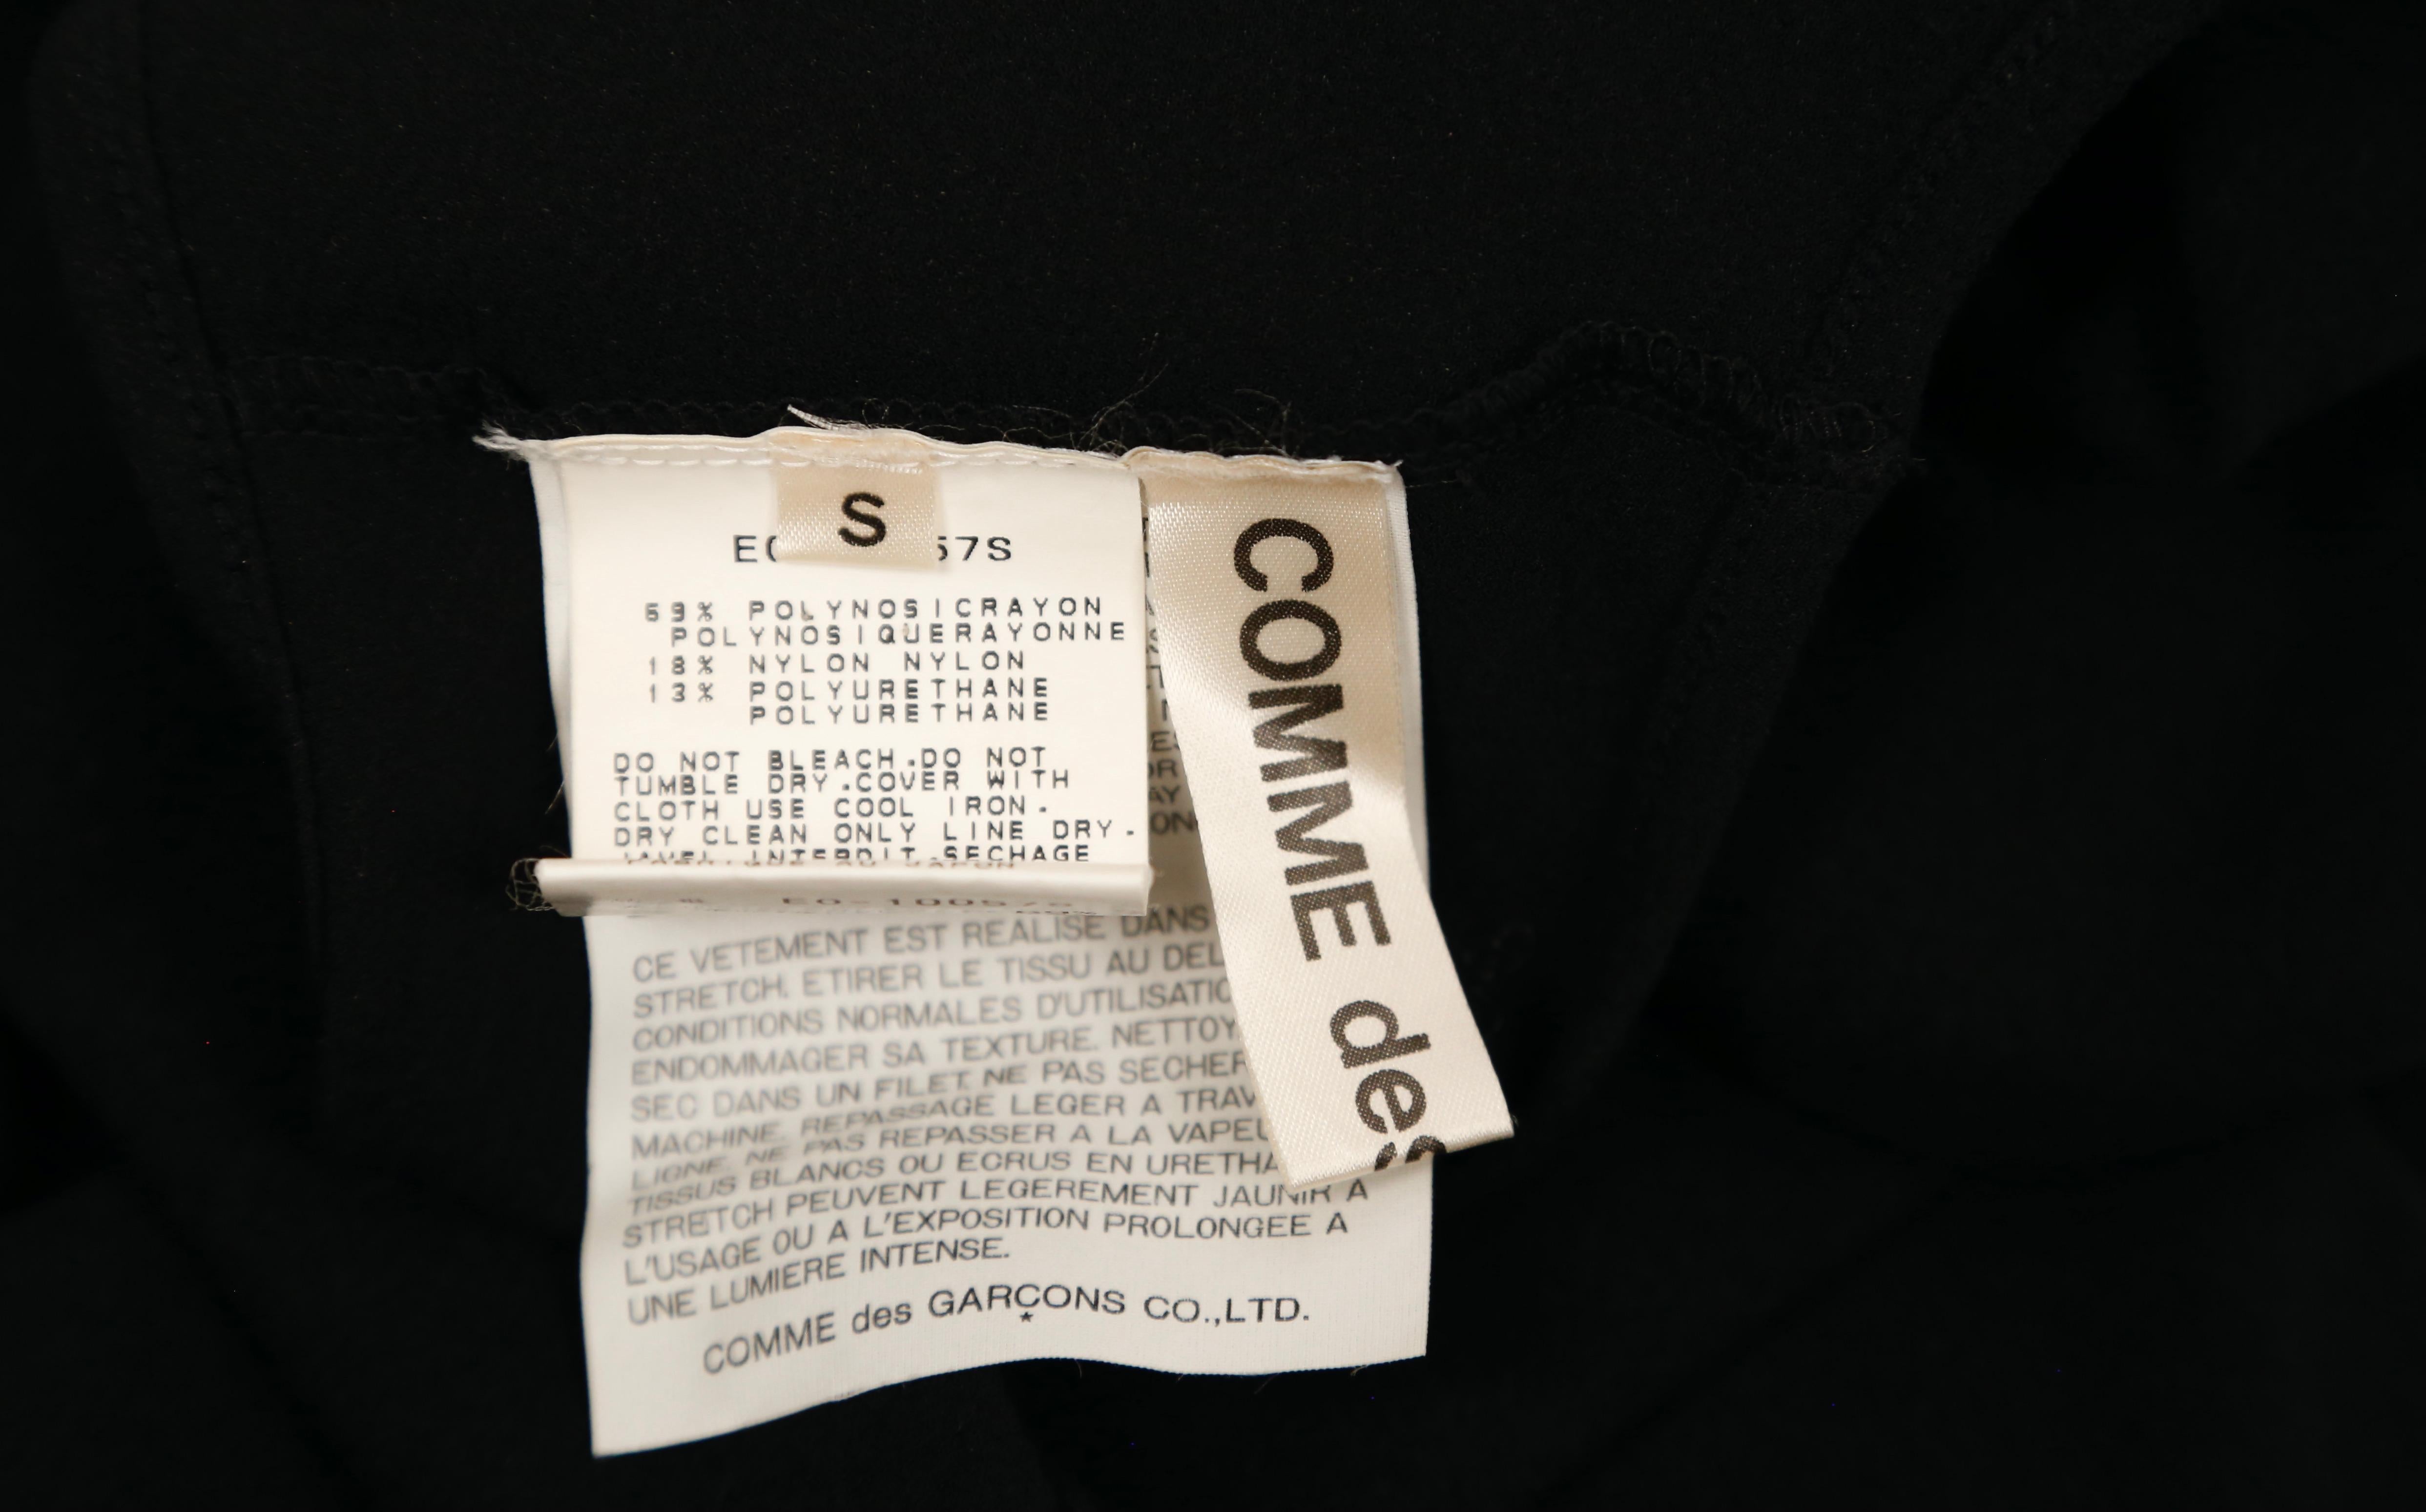 S
57S
69% POLYNOSICRAYON
POLYNOSIQUERAYONNE
18% NYLON NYLON
13% POLYURETHANE
POLYURETHANE
DO NOT BLEACH.DO NOT
TUMBLE DRY.COVER WITH
CLOTH USE COOL IRON.
DRY CLEAN ONLY LINE DRY.
JAVEL INTERDIT.SECHAGE
CE VETEMENT EST REALISE DANS
STRETCH. ETIRER LE TISSU AU DEL
CONDITIONS NORMALES D'UTILISATIO
ENDOMMAGER SA TEXTURE. NETTOY
SEC DANS UN FILET. NE PAS SECHER
MACHINE. REPASSAGE LEGER A TRAV
LIGNE. NE PAS REPASSER A LA VAPEU
TISSUS BLANCS OU ECRUS EN URETHA
STRETCH PEUVENT LEGEREMENT JAUNIR A
L'USAGE OU A L'EXPOSITION PROLONGEE A
UNE LUMIERE INTENSE.
COMME des GARÇONS CO.,LTD.
COMME des